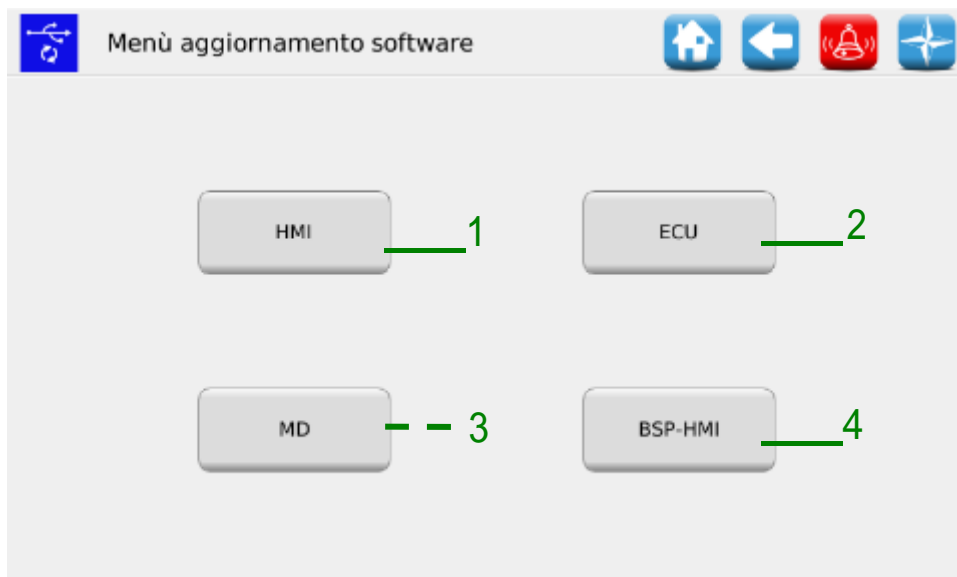 Menù aggiornamento software
HMI 1
ECU 2
MD 3
BSP-HMI 4